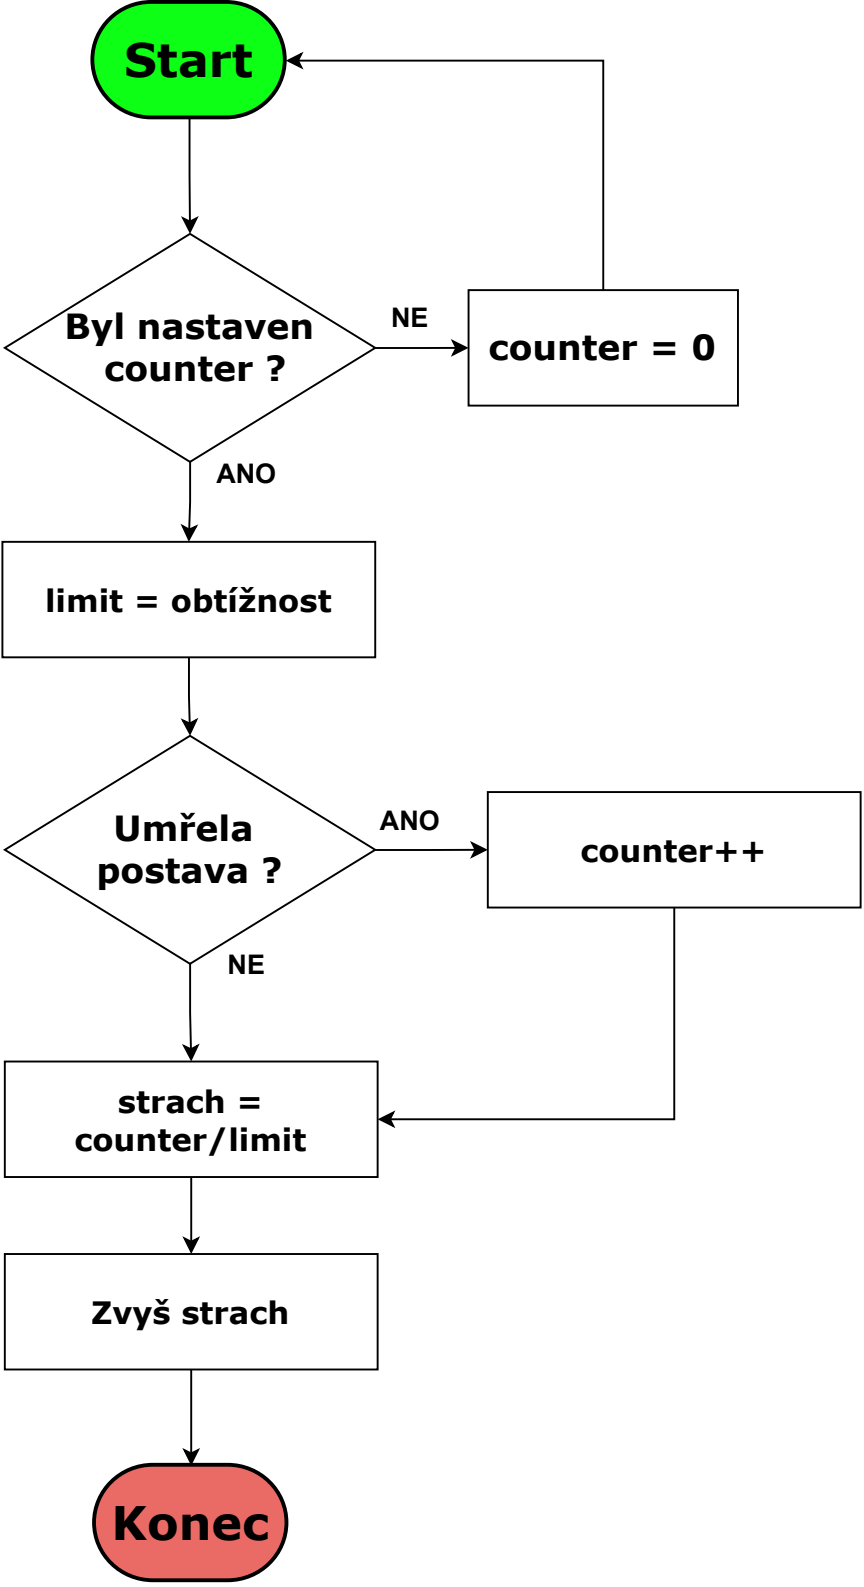 Start
Byl nastaven
counter ?
NE
counter = 0
ANO
limit = obtížnost
Umřela
postava ?
ANO
counter++
NE
strach =
counter/limit
Zvyš strach
Konec